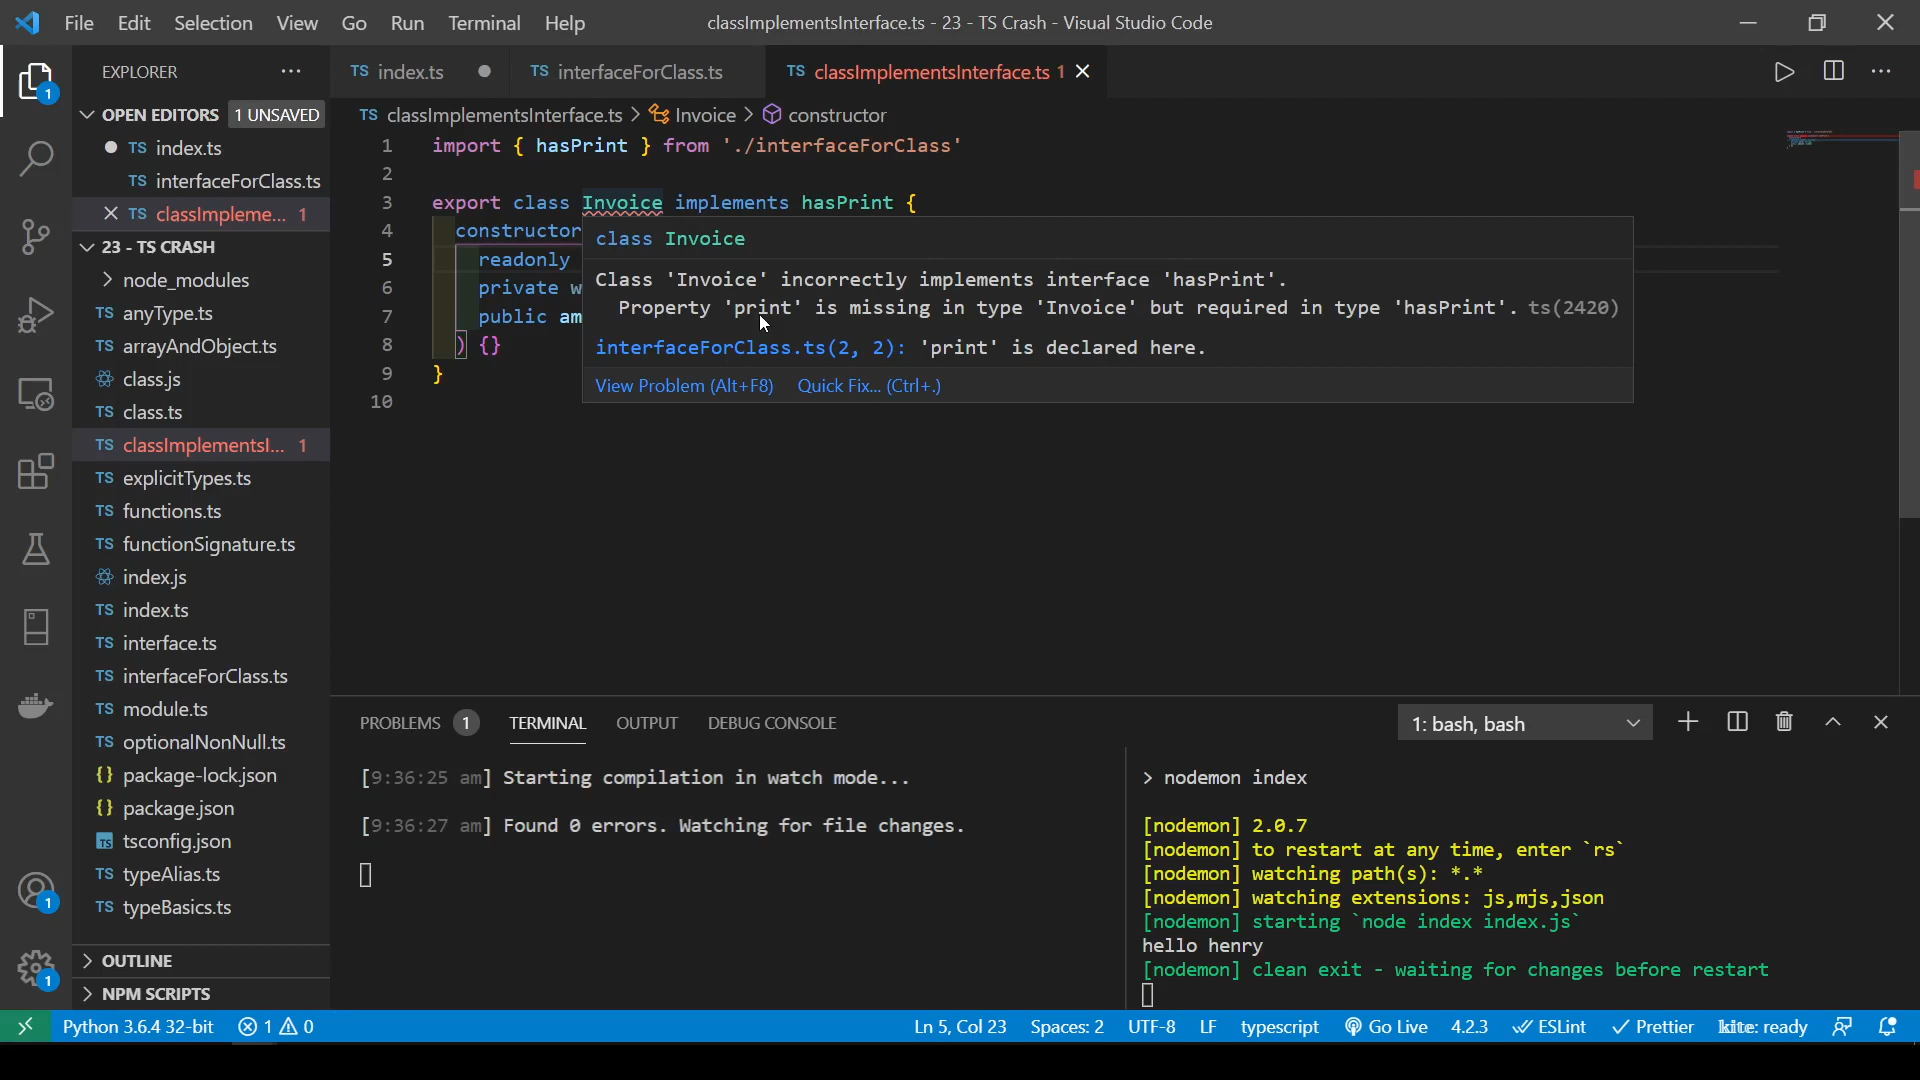 File Edit Selection View Go Run Terminal Help
classImplementsInterface.ts - 23 - TS Crash - Visual Studio Code
EXPLORER
OPEN EDITORS 1 UNSAVED
TS index.ts
TS interfaceForClass.ts
TS classImpleme... 1
23 - TS CRASH
node_modules
TS anyType.ts
TS arrayAndObject.ts
class.js
TS class.ts
TS classImplementsI... 1
TS explicitTypes.ts
TS functions.ts
TS functionSignature.ts
index.js
TS index.ts
TS interface.ts
TS interfaceForClass.ts
TS module.ts
TS optionalNonNull.ts
{} package-lock.json
{} package.json
TS tsconfig.json
TS typeAlias.ts
TS typeBasics.ts
OUTLINE
NPM SCRIPTS
1
1
1
TS index.ts
TS interfaceForClass.ts
TS classImplementsInterface.ts 1
TS classImplementsInterface.ts > Invoice > constructor
1 import { hasPrint } from './interfaceForClass'
2
3 export class Invoice implements hasPrint {
4 constructor
5 readonly
6 private w
7 public am
8 ) {}
9 }
10
class Invoice
Class 'Invoice' incorrectly implements interface 'hasPrint'.
Property 'print' is missing in type 'Invoice' but required in type 'hasPrint'. ts(2420)
interfaceForClass.ts(2, 2): 'print' is declared here.
View Problem (Alt+F8) Quick Fix... (Ctrl+.)
PROBLEMS 1 TERMINAL OUTPUT DEBUG CONSOLE
1: bash, bash
[9:36:25 am] Starting compilation in watch mode...
[9:36:27 am] Found 0 errors. Watching for file changes.
> nodemon index
[nodemon] 2.0.7
[nodemon] to restart at any time, enter `rs`
[nodemon] watching path(s): *.*
[nodemon] watching extensions: js,mjs,json
[nodemon] starting `node index index.js`
hello henry
[nodemon] clean exit - waiting for changes before restart
Python 3.6.4 32-bit 1 0
Ln 5, Col 23 Spaces: 2 UTF-8 LF typescript Go Live 4.2.3 ESLint Prettier kite: ready